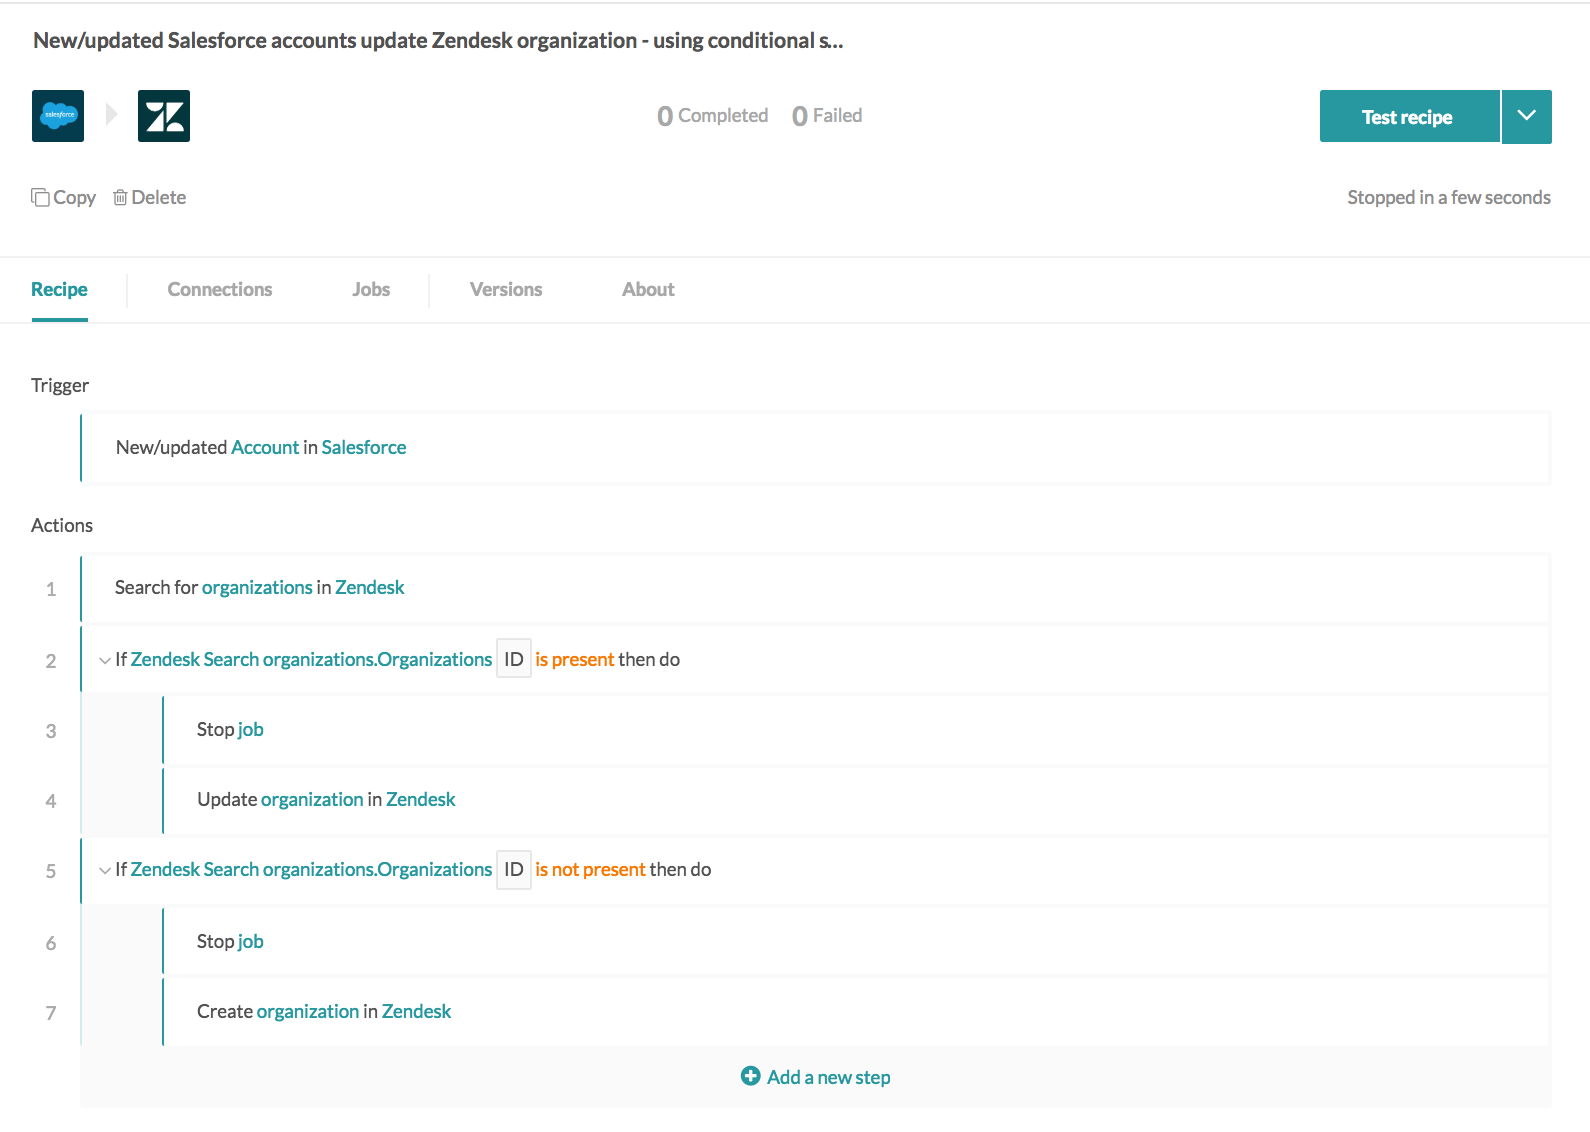 New/updated Salesforce accounts update Zendesk organization - using conditional s...
salesforce
0 Completed 0 Failed
Test recipe
Copy Delete
Stopped in a few seconds
Recipe Connections Jobs Versions About
Trigger
New/updated Account in Salesforce
Actions
1 Search for organizations in Zendesk
2 If Zendesk Search organizations.Organizations ID is present then do
3 Stop job
4 Update organization in Zendesk
5 If Zendesk Search organizations.Organizations ID is not present then do
6 Stop job
7 Create organization in Zendesk
Add a new step